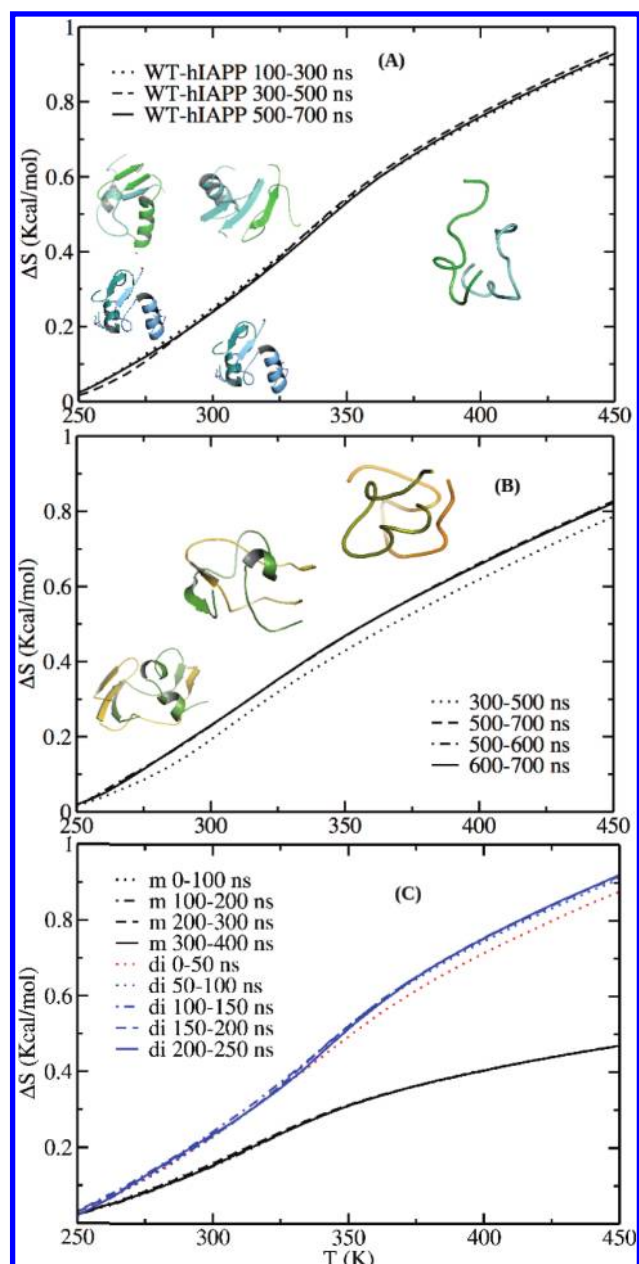 1
(A)
WT-hIAPP 100-300 ns
WT-hIAPP 300-500 ns
WT-hIAPP 500-700 ns
0.8
0.6
ΔS (Kcal/mol)
0.4
0.2
0
250 300 350 400 450
1
(B)
0.8
0.6
ΔS (Kcal/mol)
0.4
300-500 ns
500-700 ns
0.2
500-600 ns
600-700 ns
0
250 300 350 400 450
1
m 0-100 ns
(C)
m 100-200 ns
m 200-300 ns
0.8
m 300-400 ns
di 0-50 ns
di 50-100 ns
0.6
di 100-150 ns
di 150-200 ns
di 200-250 ns
ΔS (Kcal/mol)
0.4
0.2
250 300 350 400 450
T (K)